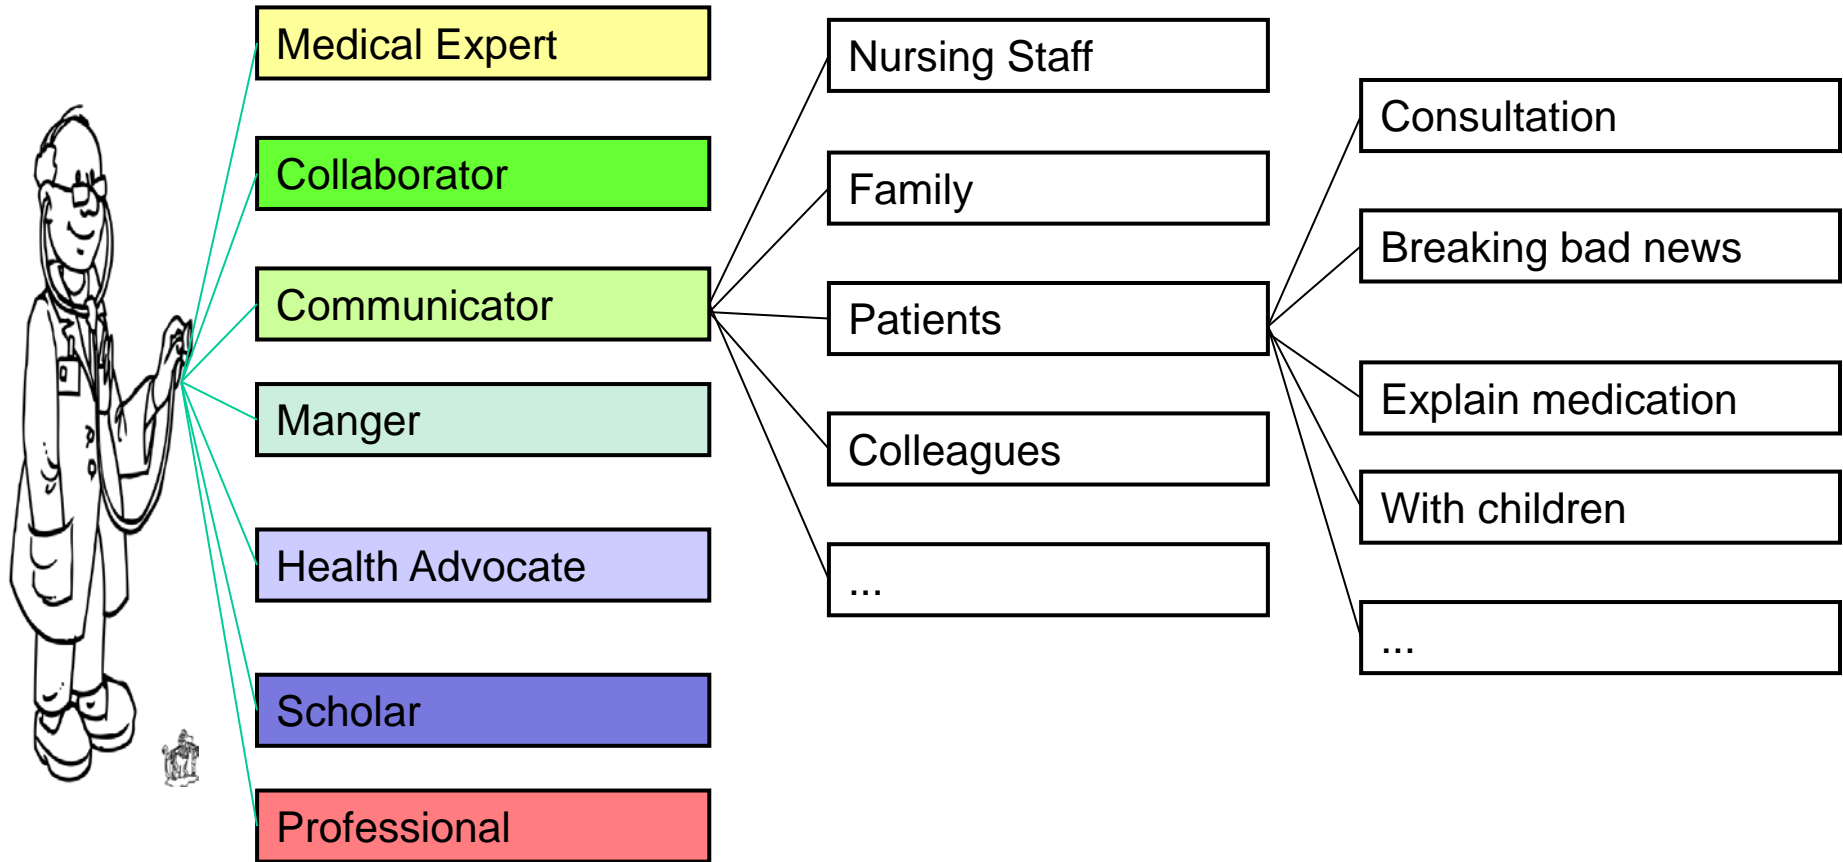 Medical Expert
Collaborator
Communicator
Manger
Health Advocate
Scholar
Professional
Nursing Staff
Family
Patients
Colleagues
...
Consultation
Breaking bad news
Explain medication
With children
...